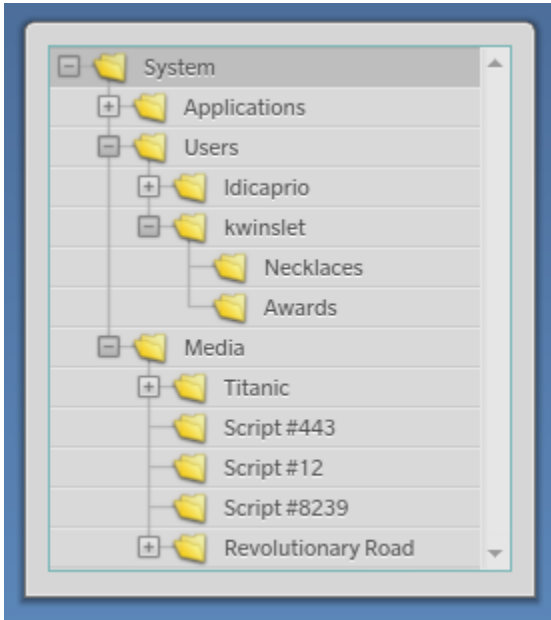 System
Applications
Users
ldicaprio
kwinslet
Necklaces
Awards
Media
Titanic
Script #443
Script #12
Script #8239
Revolutionary Road